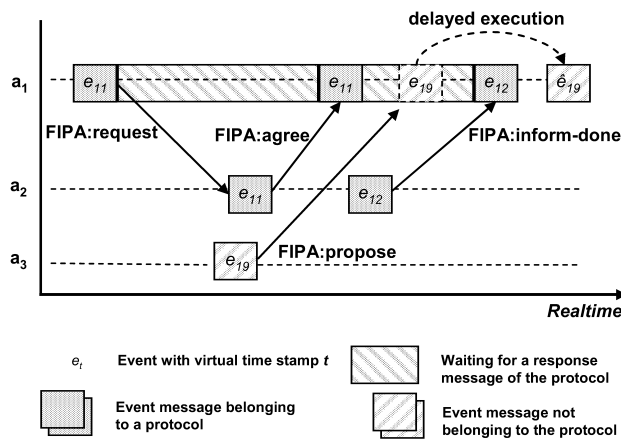 delayed execution
a1
e11
e11
e19
e12
ê19
FIPA:request
FIPA:agree
FIPA:inform-done
a2
e11
e12
a3
e19
FIPA:propose
Realtime
et Event with virtual time stamp t
Waiting for a response
message of the protocol
Event message belonging
to a protocol
Event message not
belonging to the protocol